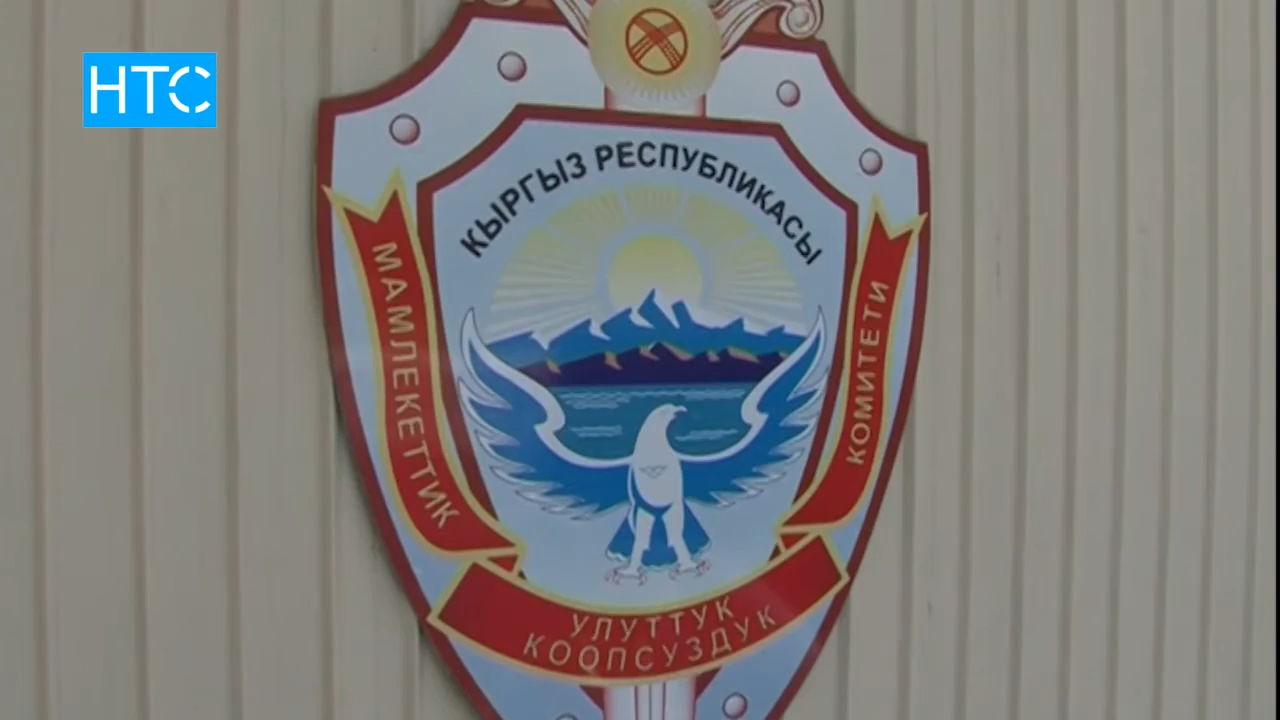 НТС
КЫРГЫЗ РЕСПУБЛИКАСЫ
МАМЛЕКЕТТИК
УЛУТТУК
КООПСУЗДУК
КОМИТЕТИ